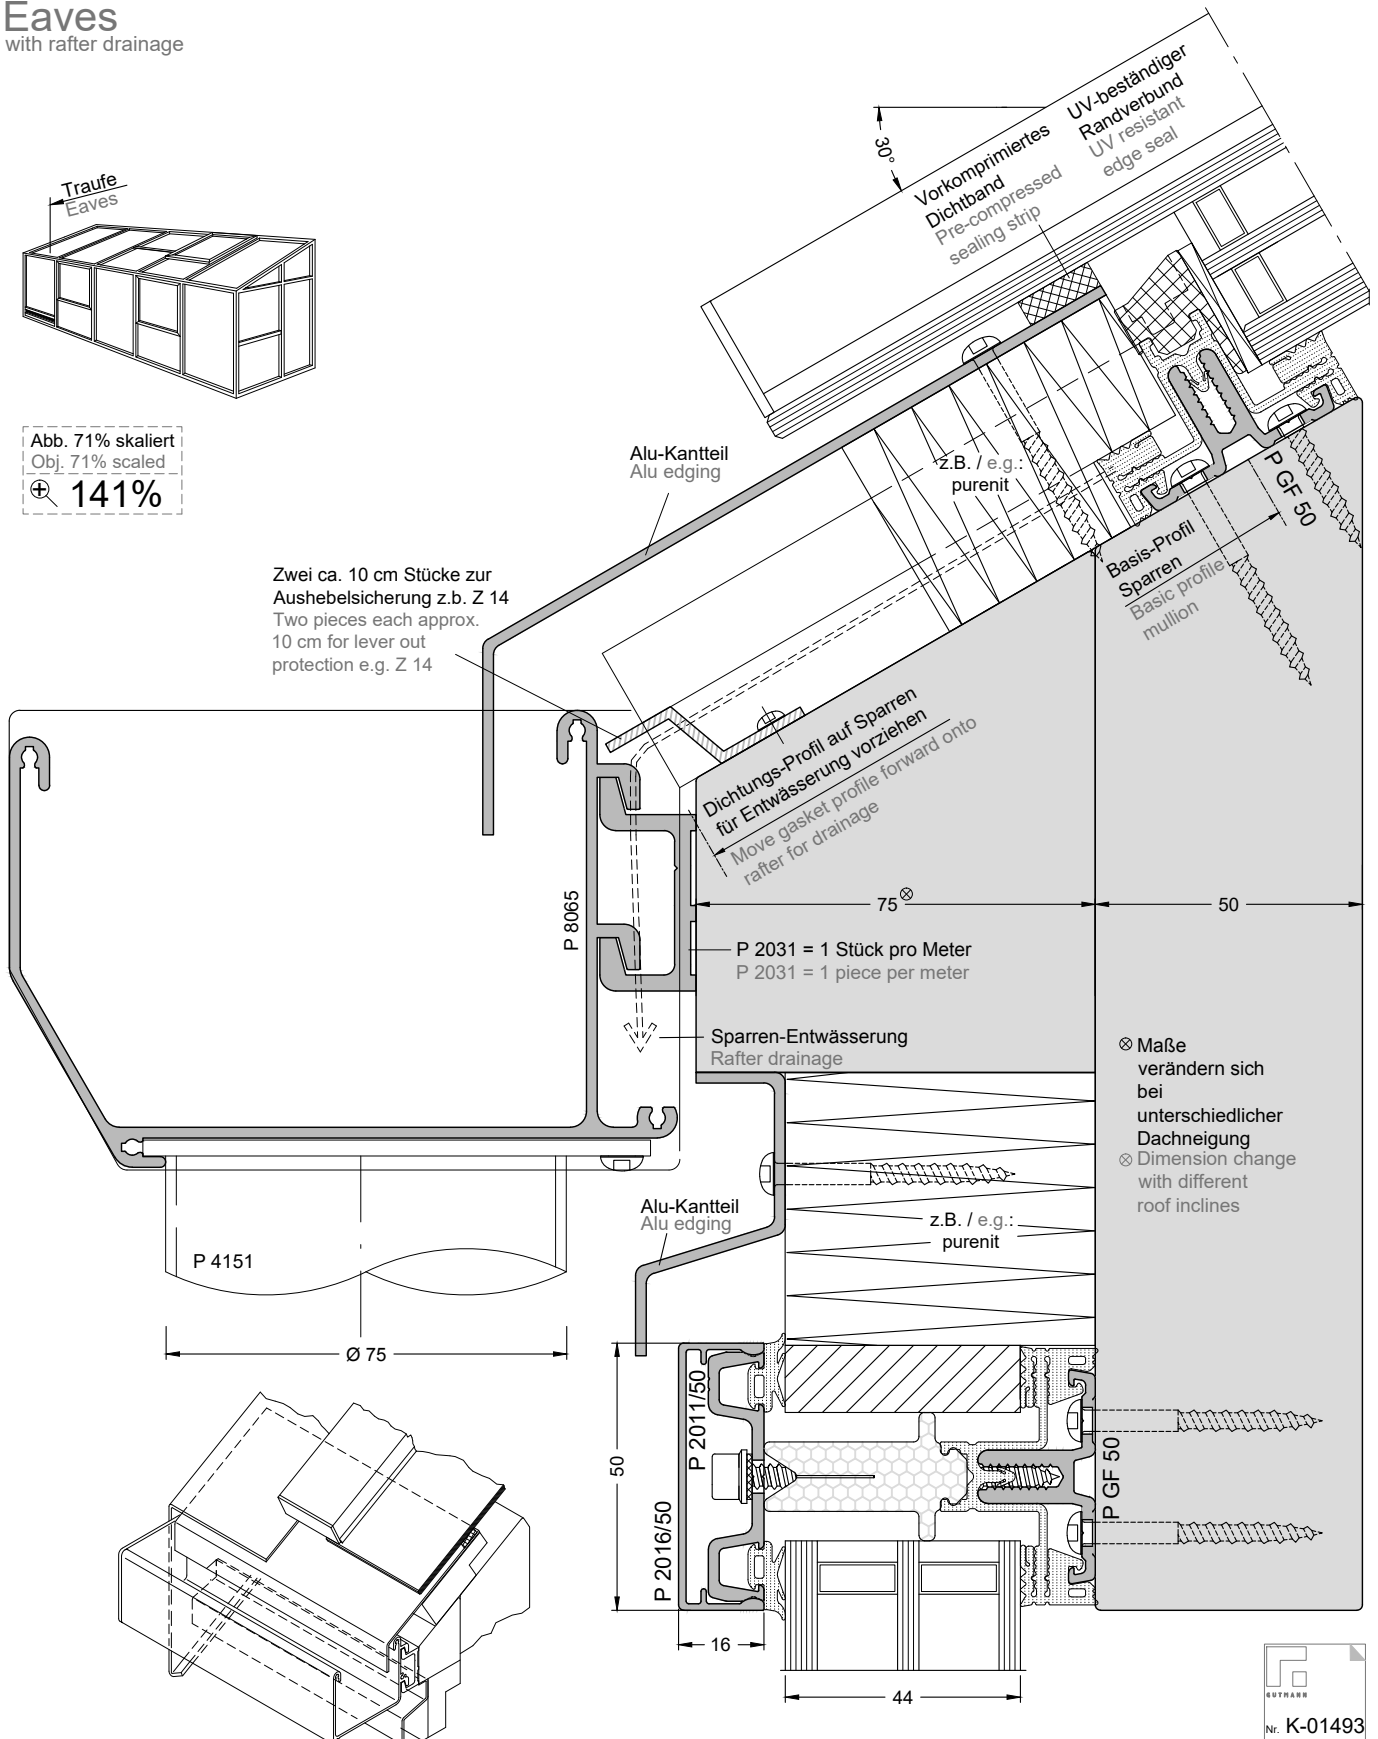 Eaves
with rafter drainage
Traufe
Eaves
Abb. 71% skaliert
Obj. 71% scaled
141%
30°
UV-beständiger
Randverbund
UV resistant
edge seal
Vorkomprimiertes
Dichtband
Pre-compressed
sealing strip
Alu-Kantteil
Alu edging
z.B. / e.g.:
purenit
P GF 50
Basis-Profil
Sparren
Basic profile
mullion
Zwei ca. 10 cm Stücke zur
Aushebelsicherung z.b. Z 14
Two pieces each approx.
10 cm for lever out
protection e.g. Z 14
Dichtungs-Profil auf Sparren
für Entwässerung vorziehen
Move gasket profile forward onto
rafter for drainage
P 8065
75⊗
50
P 2031 = 1 Stück pro Meter
P 2031 = 1 piece per meter
Sparren-Entwässerung
Rafter drainage
⊗ Maße
verändern sich
bei
unterschiedlicher
Dachneigung
⊗ Dimension change
with different
roof inclines
Alu-Kantteil
Alu edging
z.B. / e.g.:
purenit
P 4151
Ø 75
50
P 2011/50
P 2016/50
P GF 50
16
44
GUTMANN
Nr. K-01493